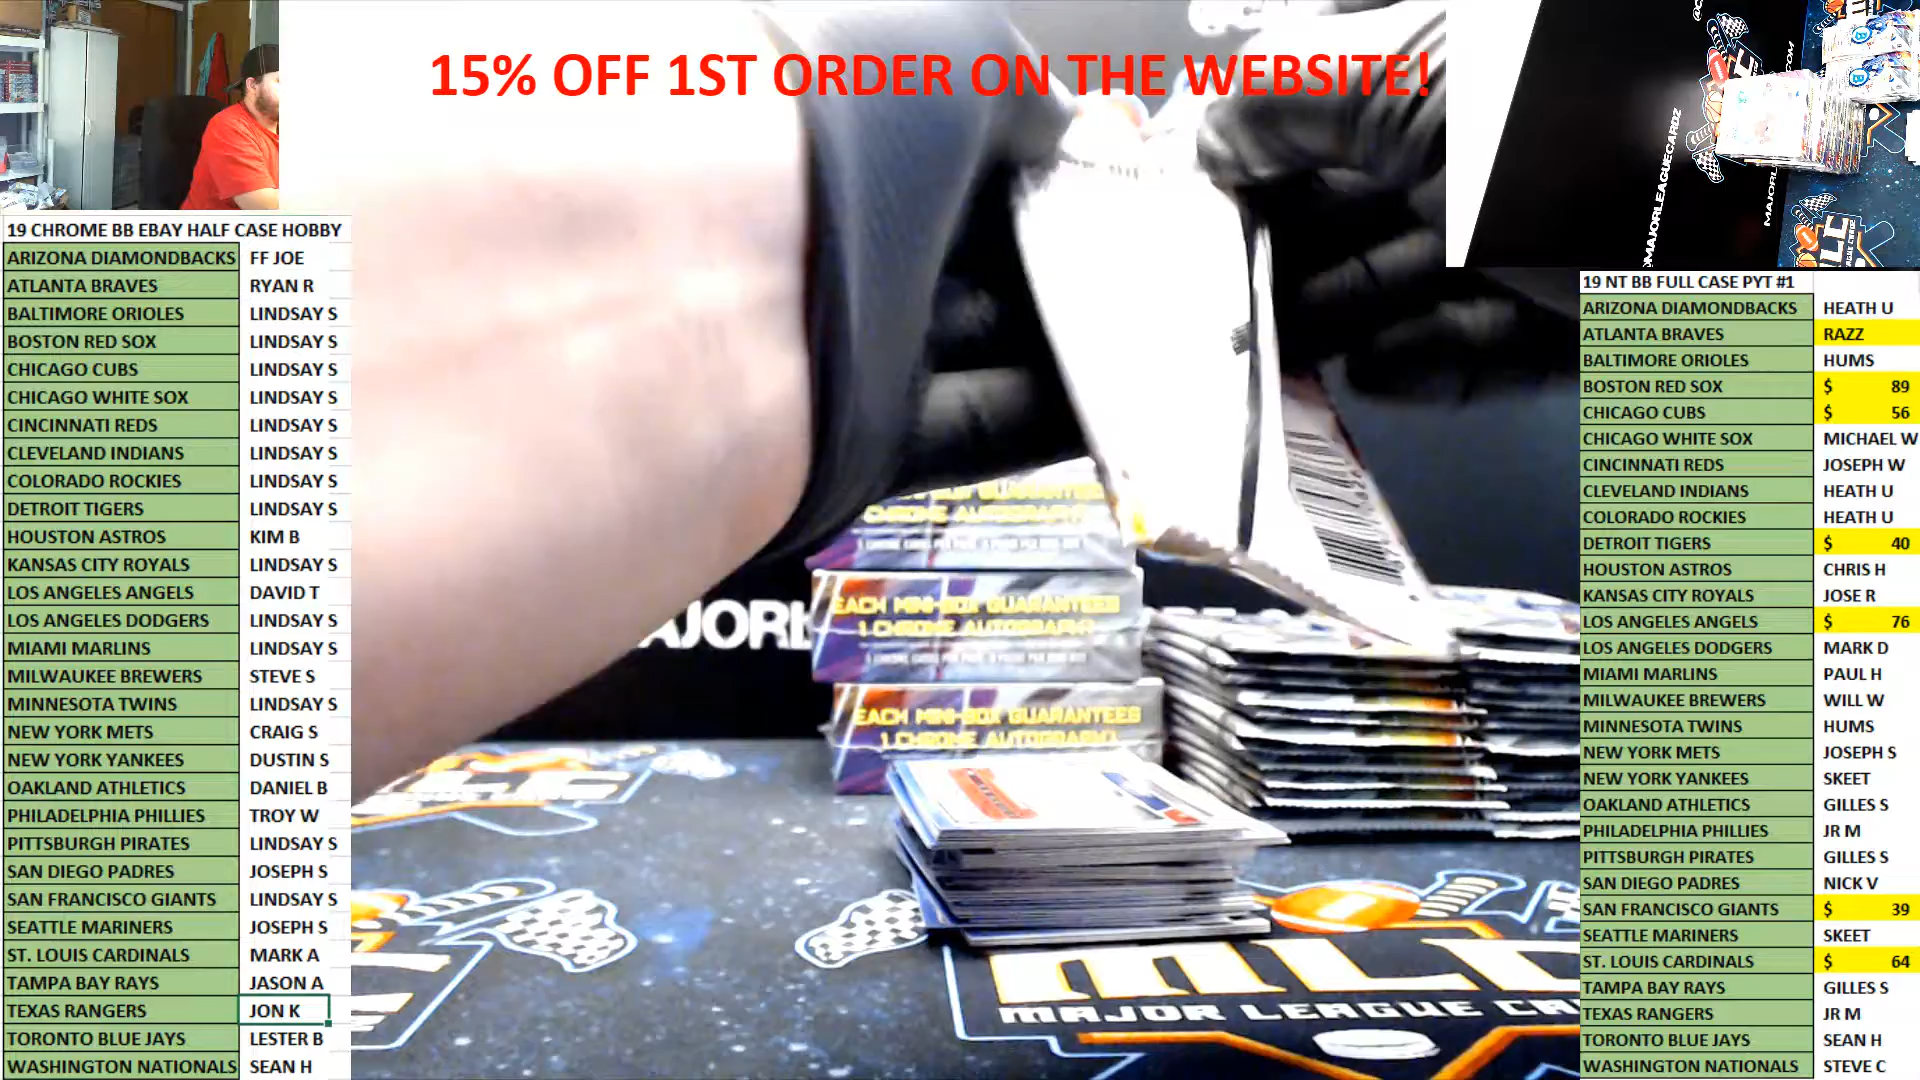 15% OFF 1ST ORDER ON THE WEBSITE!
19 CHROME BB EBAY HALF CASE HOBBY
ARIZONA DIAMONDBACKS FF JOE
ATLANTA BRAVES RYAN R
BALTIMORE ORIOLES LINDSAY S
BOSTON RED SOX LINDSAY S
CHICAGO CUBS LINDSAY S
CHICAGO WHITE SOX LINDSAY S
CINCINNATI REDS LINDSAY S
CLEVELAND INDIANS LINDSAY S
COLORADO ROCKIES LINDSAY S
DETROIT TIGERS LINDSAY S
HOUSTON ASTROS KIM B
KANSAS CITY ROYALS LINDSAY S
LOS ANGELES ANGELS DAVID T
LOS ANGELES DODGERS LINDSAY S
MIAMI MARLINS LINDSAY S
MILWAUKEE BREWERS STEVE S
MINNESOTA TWINS LINDSAY S
NEW YORK METS CRAIG S
NEW YORK YANKEES DUSTIN S
OAKLAND ATHLETICS DANIEL B
PHILADELPHIA PHILLIES TROY W
PITTSBURGH PIRATES LINDSAY S
SAN DIEGO PADRES JOSEPH S
SAN FRANCISCO GIANTS LINDSAY S
SEATTLE MARINERS JOSEPH S
ST. LOUIS CARDINALS MARK A
TAMPA BAY RAYS JASON A
TEXAS RANGERS JON K
TORONTO BLUE JAYS LESTER B
WASHINGTON NATIONALS SEAN H
CHROME AUTOGRAPH!
EACH MINI-BOX GUARANTEES
1 CHROME AUTOGRAPH!
EACH MINI-BOX GUARANTEES
1 CHROME AUTOGRAPH!
AJORL
MLC
MAJOR LEAGUE CA
@MAJORLEAGUECARDZ
19 NT BB FULL CASE PYT #1
ARIZONA DIAMONDBACKS HEATH U
ATLANTA BRAVES RAZZ
BALTIMORE ORIOLES HUMS
BOSTON RED SOX $ 89
CHICAGO CUBS $ 56
CHICAGO WHITE SOX MICHAEL W
CINCINNATI REDS JOSEPH W
CLEVELAND INDIANS HEATH U
COLORADO ROCKIES HEATH U
DETROIT TIGERS $ 40
HOUSTON ASTROS CHRIS H
KANSAS CITY ROYALS JOSE R
LOS ANGELES ANGELS $ 76
LOS ANGELES DODGERS MARK D
MIAMI MARLINS PAUL H
MILWAUKEE BREWERS WILL W
MINNESOTA TWINS HUMS
NEW YORK METS JOSEPH S
NEW YORK YANKEES SKEET
OAKLAND ATHLETICS GILLES S
PHILADELPHIA PHILLIES JR M
PITTSBURGH PIRATES GILLES S
SAN DIEGO PADRES NICK V
SAN FRANCISCO GIANTS $ 39
SEATTLE MARINERS SKEET
ST. LOUIS CARDINALS $ 64
TAMPA BAY RAYS GILLES S
TEXAS RANGERS JR M
TORONTO BLUE JAYS SEAN H
WASHINGTON NATIONALS STEVE C